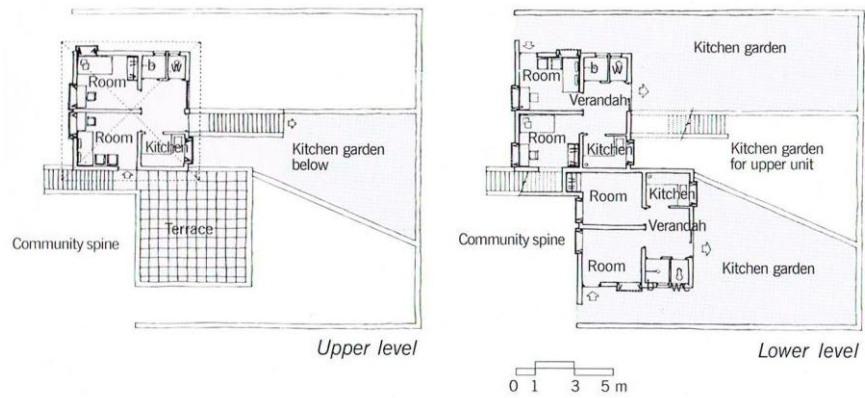 b
W
Room
Room
Kitchen
Kitchen garden
below
Community spine
Terrace
Upper level
Kitchen garden
b
W
Room
Verandah
Room
Kitchen
Kitchen garden
for upper unit
Room
Kitchen
Community spine
Verandah
Room
Kitchen garden
b
WC
Lower level
0 1 3 5 m